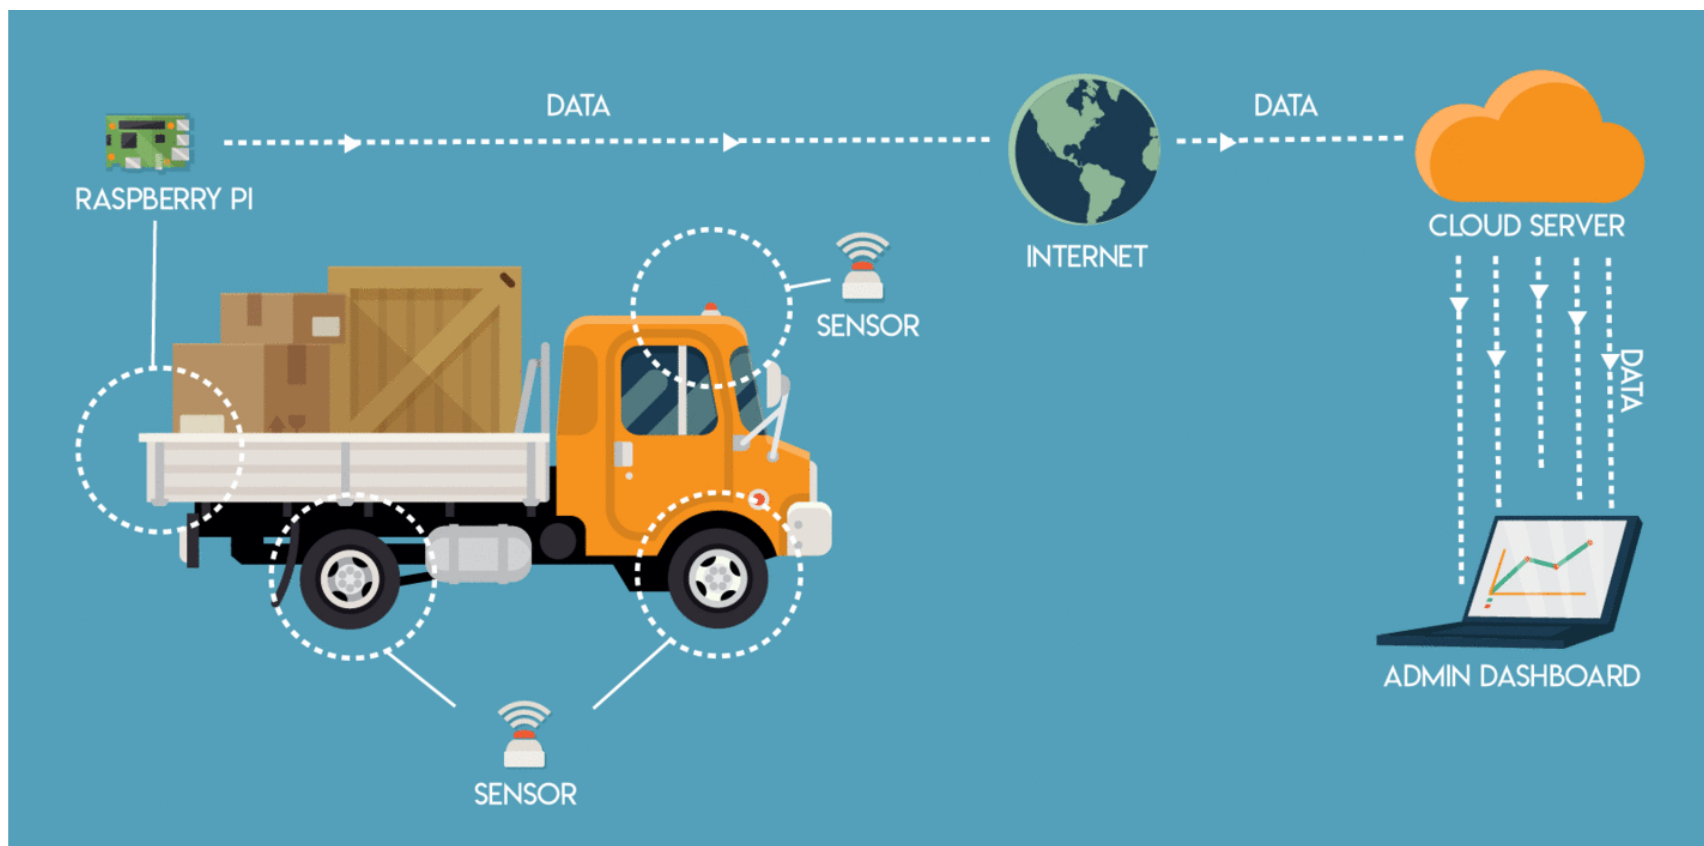 DATA
DATA
RASPBERRY PI
CLOUD SERVER
INTERNET
SENSOR
DATA
ADMIN DASHBOARD
SENSOR